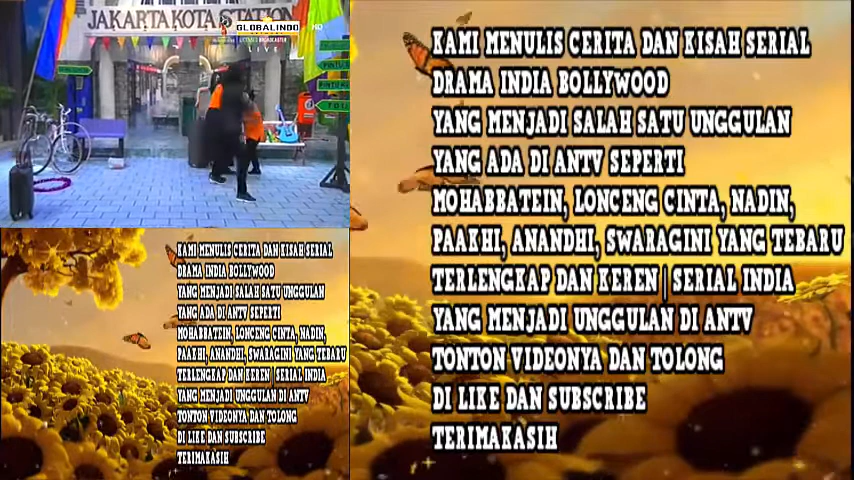 JAKARTA KOTA STATION
GLOBALINDO
LIVE
HD
KAMI MENULIS CERITA DAN KISAH SERIAL
DRAMA INDIA BOLLYWOOD
YANG MENJADI SALAH SATU UNGGULAN
YANG ADA DI ANTV SEPERTI
MOHABBATEIN, LONCENG CINTA, NADIN,
PAAKHI, ANANDHI, SWARAGINI YANG TEBARU
TERLENGKAP DAN KEREN | SERIAL INDIA
YANG MENJADI UNGGULAN DI ANTV
TONTON VIDEONYA DAN TOLONG
DI LIKE DAN SUBSCRIBE
TERIMAKASIH
KAMI MENULIS CERITA DAN KISAH SERIAL
DRAMA INDIA BOLLYWOOD
YANG MENJADI SALAH SATU UNGGULAN
YANG ADA DI ANTV SEPERTI
MOHABBATEIN, LONCENG CINTA, NADIN,
PAAKHI, ANANDHI, SWARAGINI YANG TEBARU
TERLENGKAP DAN KEREN | SERIAL INDIA
YANG MENJADI UNGGULAN DI ANTV
TONTON VIDEONYA DAN TOLONG
DI LIKE DAN SUBSCRIBE
TERIMAKASIH